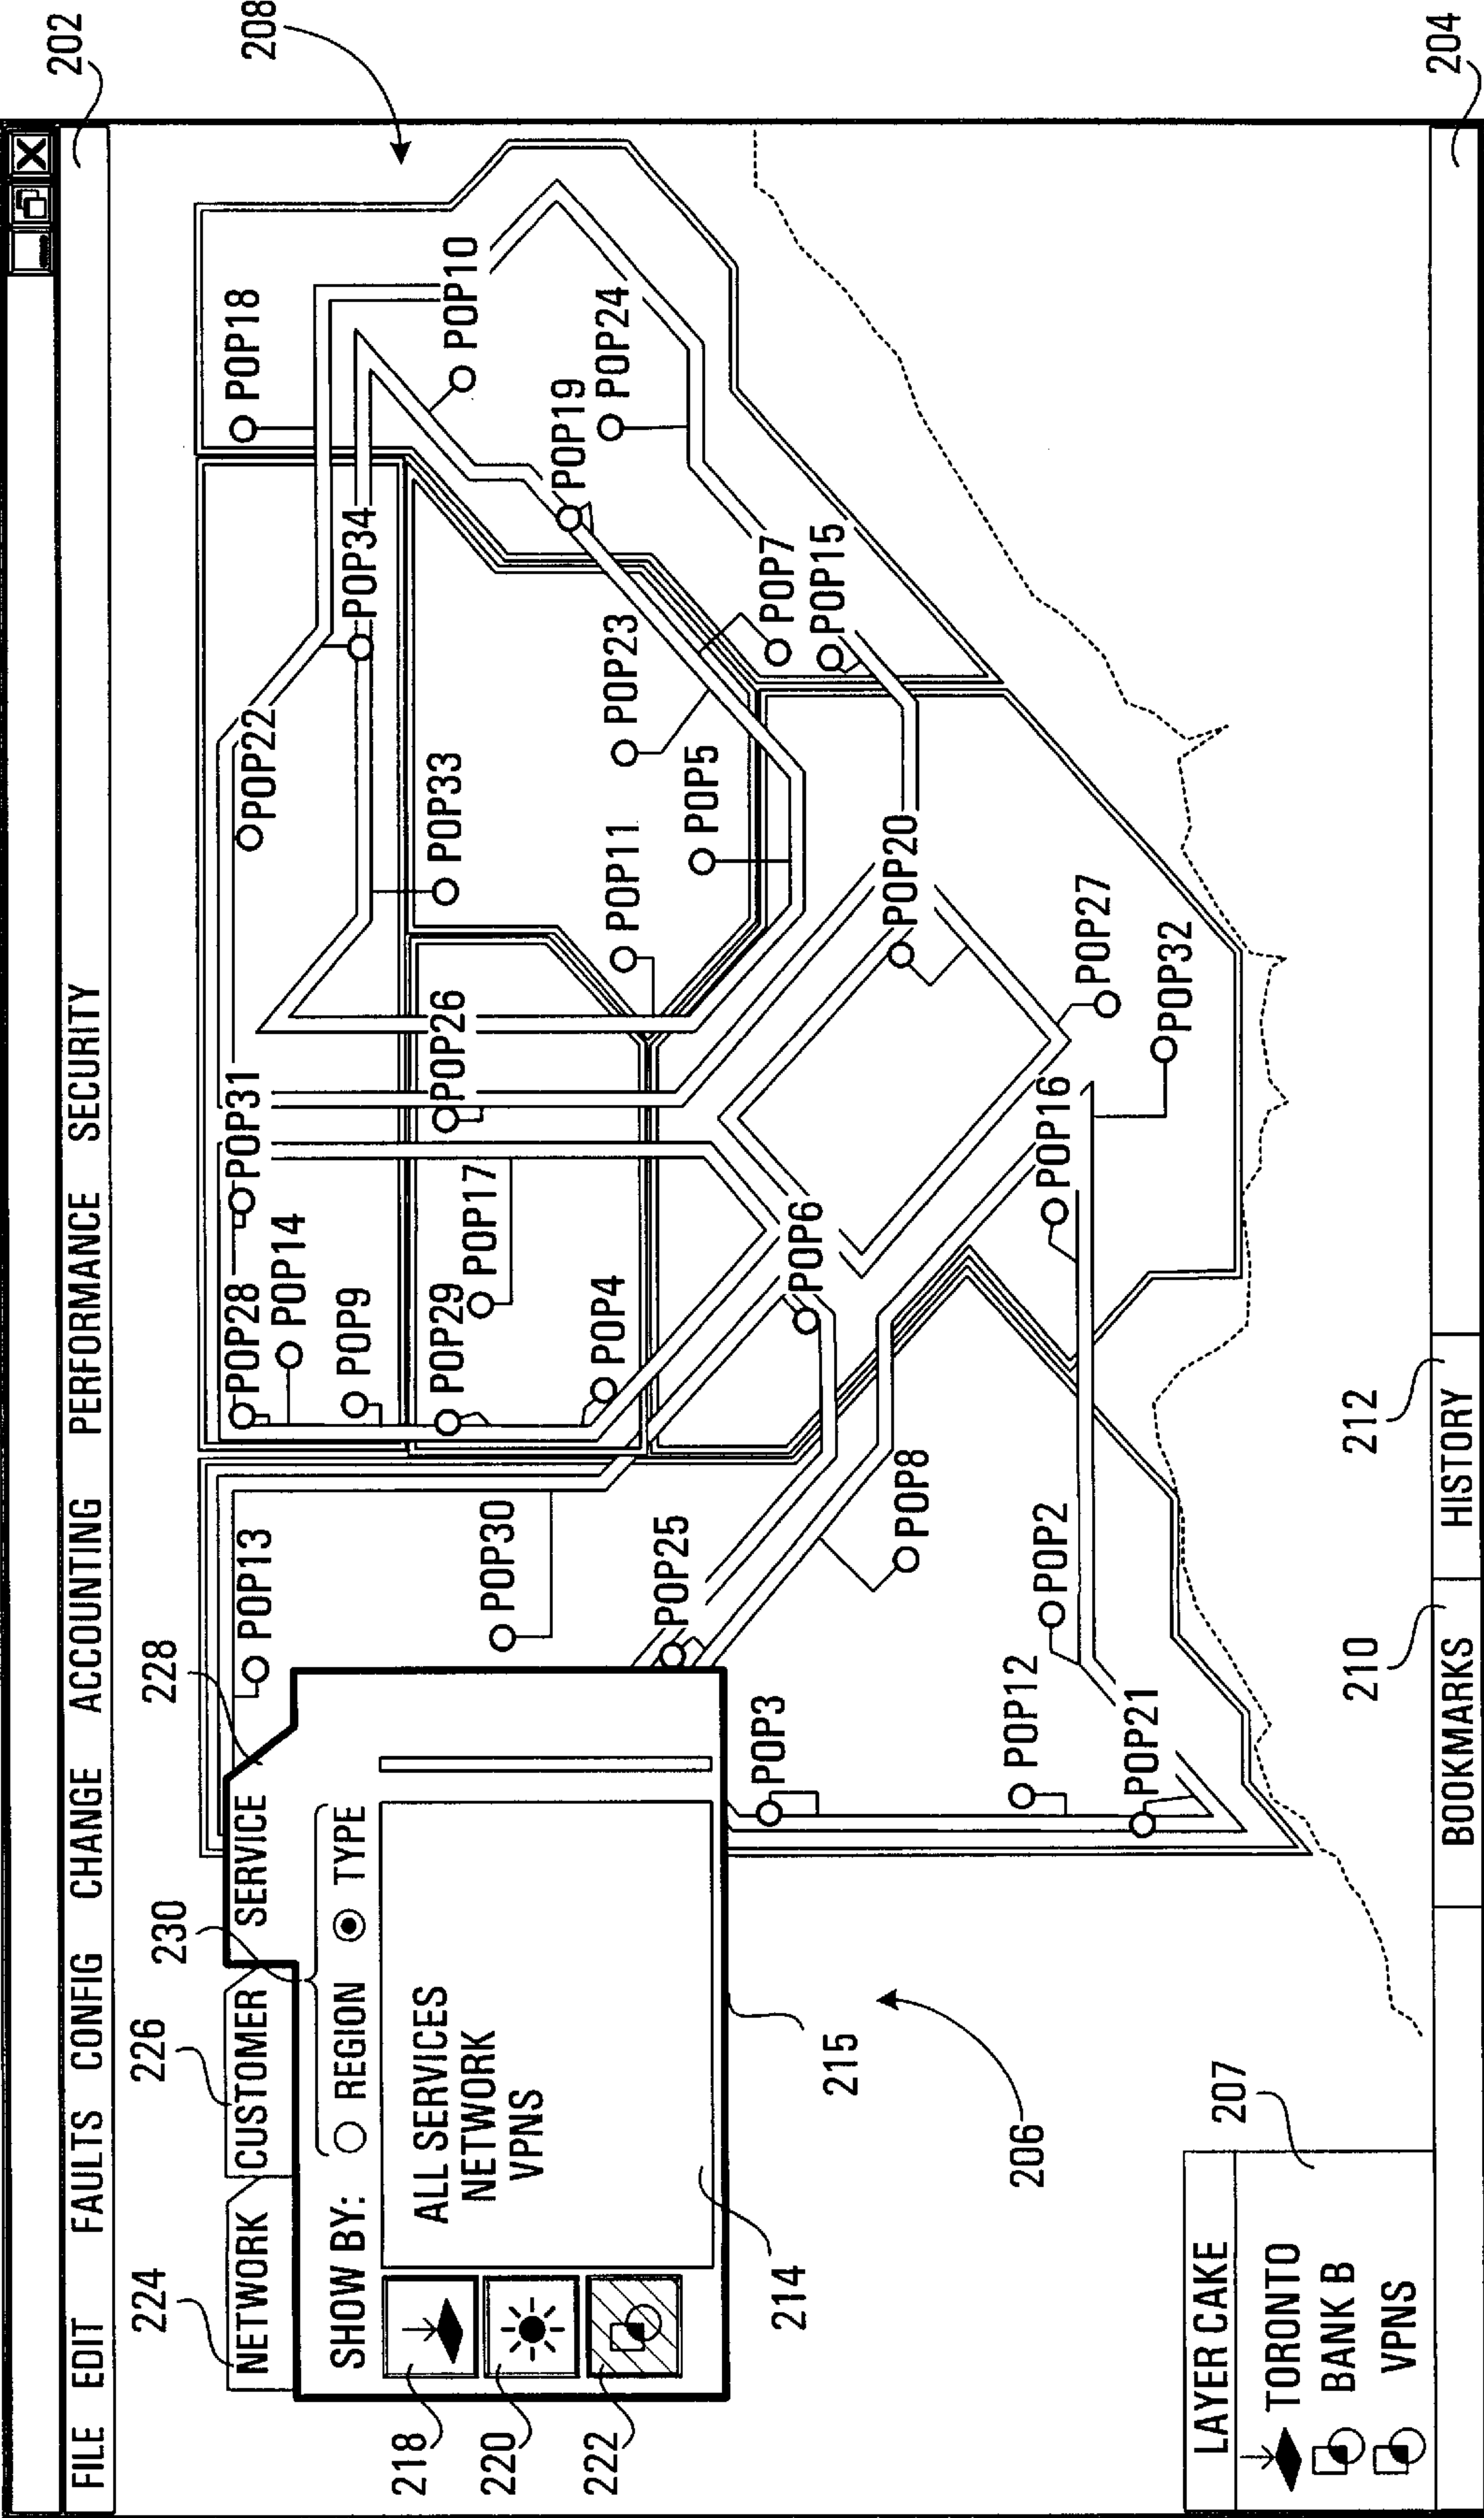 202
208
FILE EDIT FAULTS CONFIG CHANGE ACCOUNTING PERFORMANCE SECURITY
224
226
230
228
NETWORK
CUSTOMER
SERVICE
SHOW BY:
REGION
TYPE
218
220
222
ALL SERVICES
NETWORK
VPNS
214
215
206
POP13
POP28
POP31
POP22
POP18
POP14
POP9
POP34
POP29
POP26
POP33
POP10
POP30
POP17
POP4
POP11
POP23
POP19
POP24
POP25
POP5
POP3
POP6
POP7
POP15
POP8
POP20
POP12
POP2
POP16
POP27
POP21
POP32
207
LAYER CAKE
TORONTO
BANK B
VPNS
210
212
204
BOOKMARKS
HISTORY